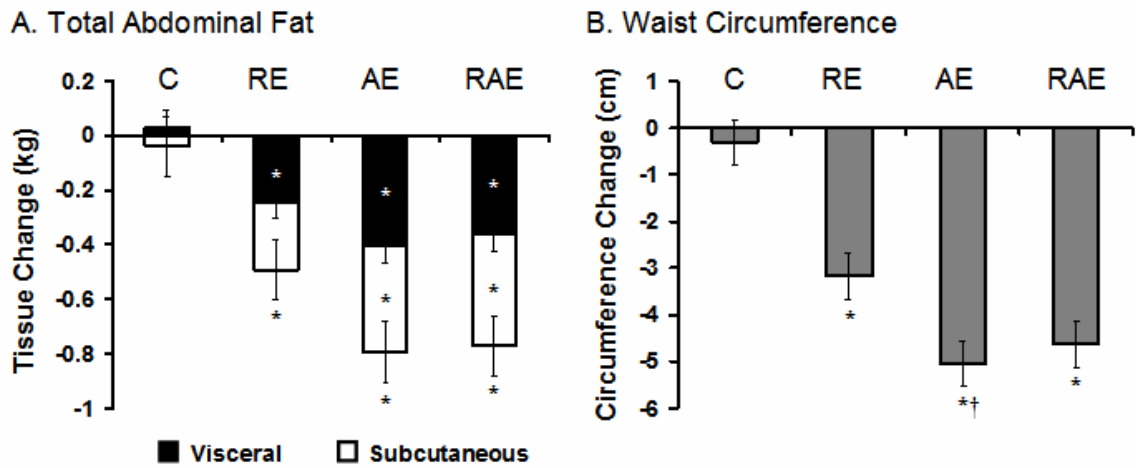 A. Total Abdominal Fat
C RE AE RAE
Tissue Change (kg)
0.2
0
-0.2
-0.4
-0.6
-0.8
-1
* * *
* *
* * *
Visceral Subcutaneous
B. Waist Circumference
C RE AE RAE
Circumference Change (cm)
1
0
-1
-2
-3
-4
-5
-6
* *† *